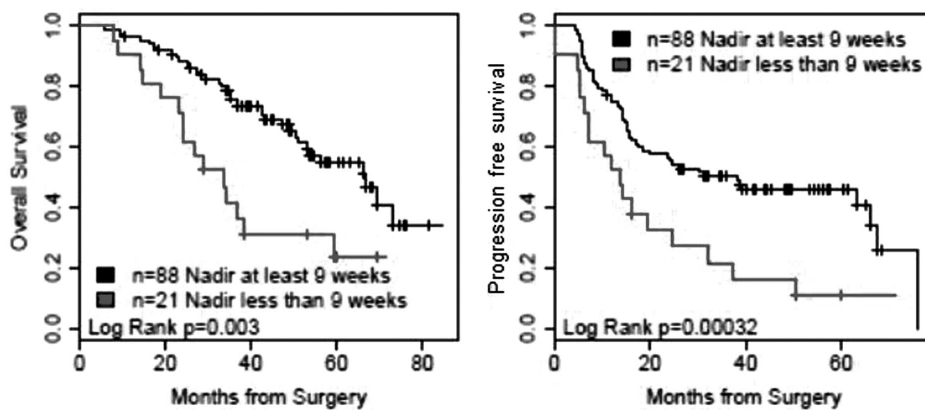 Overall Survival
1.0
0.8
0.6
0.4
0.2
0.0
n=88 Nadir at least 9 weeks
n=21 Nadir less than 9 weeks
Log Rank p=0.003
0 20 40 60 80
Months from Surgery
Progression free survival
1.0
0.8
0.6
0.4
0.2
0.0
n=88 Nadir at least 9 weeks
n=21 Nadir less than 9 weeks
Log Rank p=0.00032
0 20 40 60
Months from Surgery